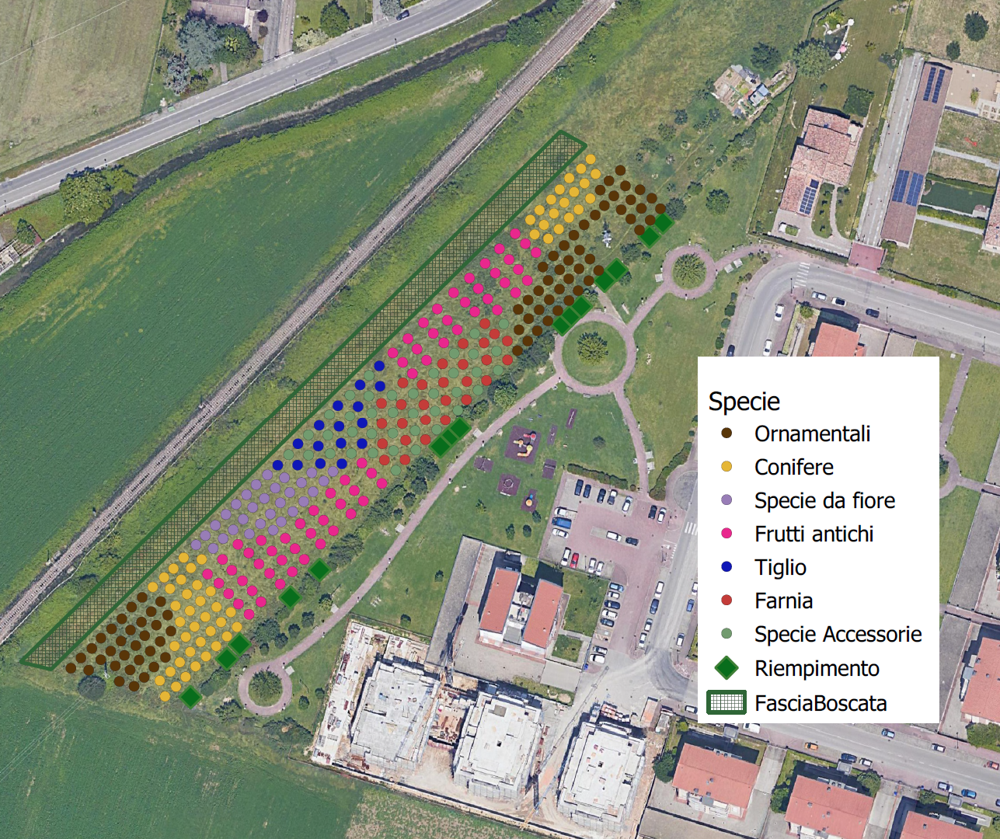 Specie
Ornamentali
Conifere
Specie da fiore
Frutti antichi
Tiglio
Farnia
Specie Accessorie
Riempimento
FasciaBoscata